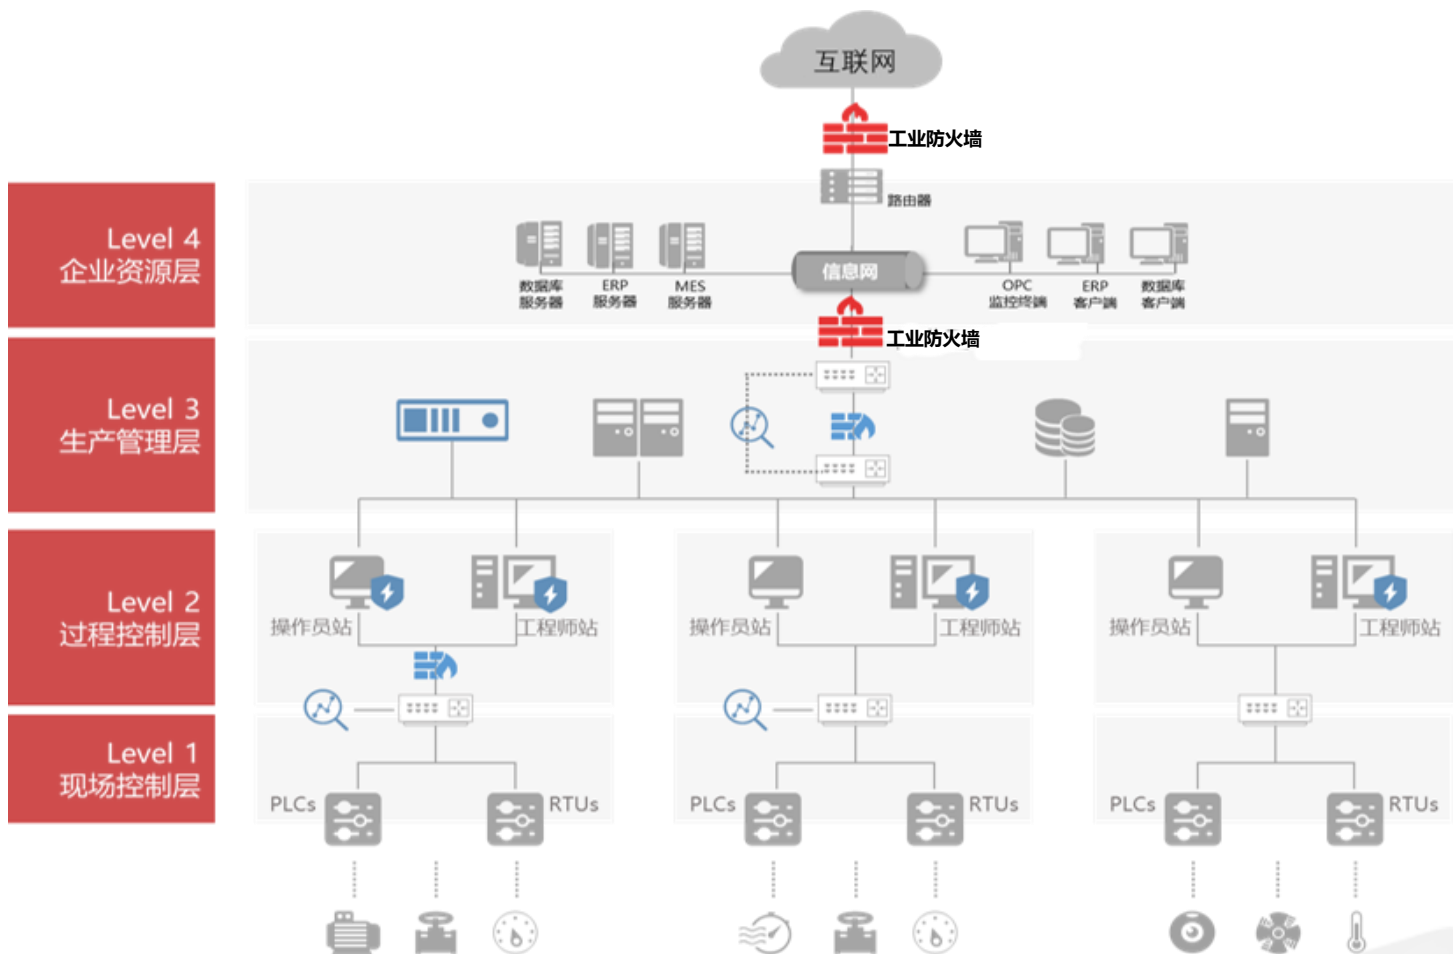 互联网
工业防火墙
路由器
Level 4
企业资源层
数据库
服务器
ERP
服务器
MES
服务器
信息网
OPC
监控终端
ERP
客户端
数据库
客户端
工业防火墙
Level 3
生产管理层
Level 2
过程控制层
操作员站
工程师站
操作员站
工程师站
操作员站
工程师站
Level 1
现场控制层
PLCs
RTUs
PLCs
RTUs
PLCs
RTUs